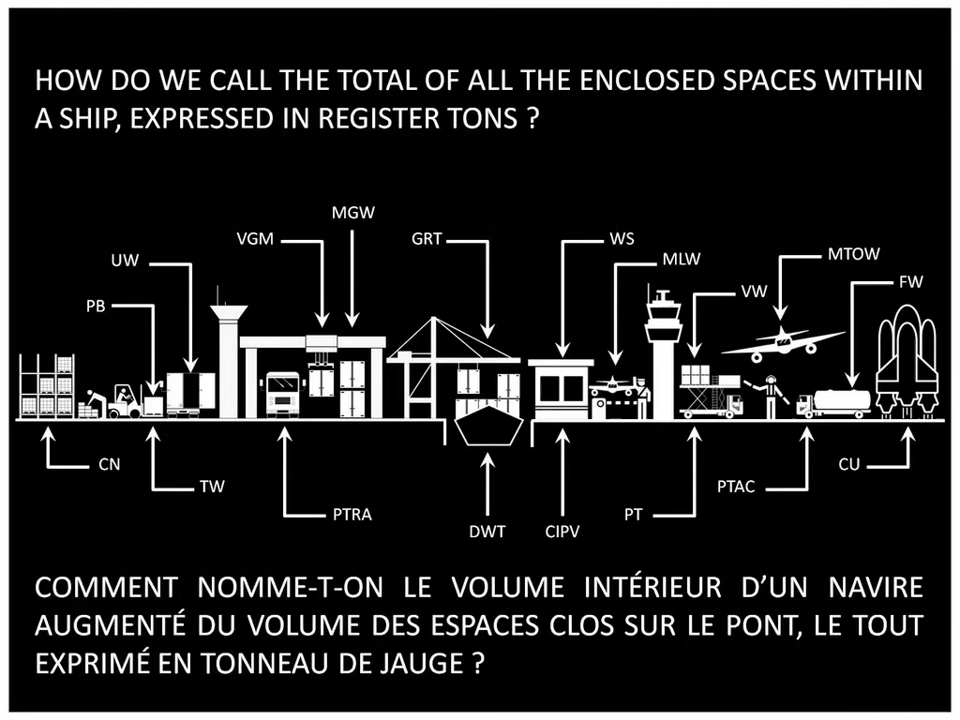 HOW DO WE CALL THE TOTAL OF ALL THE ENCLOSED SPACES WITHIN
A SHIP, EXPRESSED IN REGISTER TONS ?
MGW
VGM
GRT
WS
UW
MLW
MTOW
PB
VW
FW
CN
TW
PTRA
DWT
CIPV
PT
PTAC
CU
COMMENT NOMME-T-ON LE VOLUME INTÉRIEUR D’UN NAVIRE
AUGMENTÉ DU VOLUME DES ESPACES CLOS SUR LE PONT, LE TOUT
EXPRIMÉ EN TONNEAU DE JAUGE ?